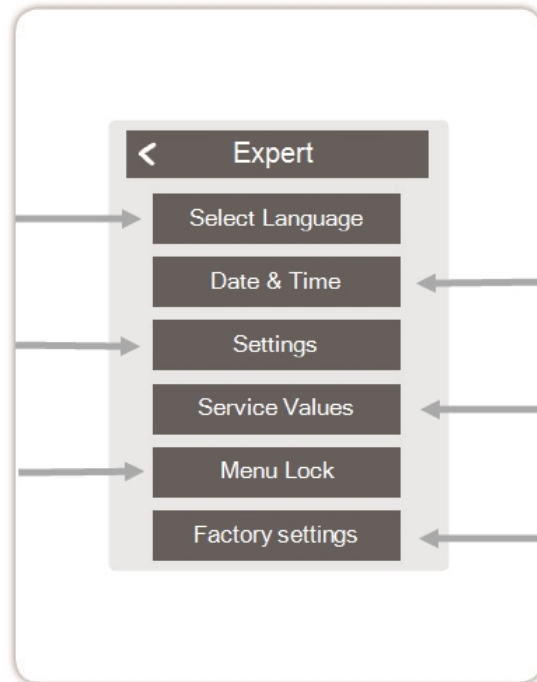 Expert
Select Language
Date & Time
Settings
Service Values
Menu Lock
Factory settings